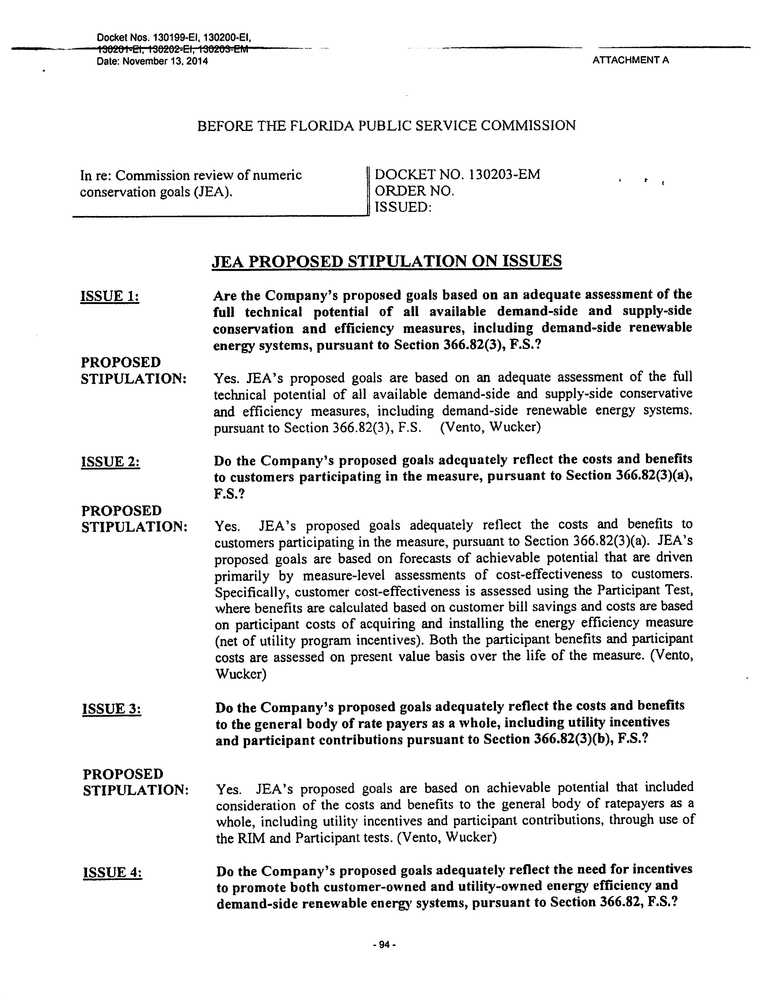 Docket Nos. 130199-EI, 130200-EI,
130201-EI, 130202-EI, 130203-EM
Date: November 13, 2014
ATTACHMENT A
BEFORE THE FLORIDA PUBLIC SERVICE COMMISSION
In re: Commission review of numeric
conservation goals (JEA).
DOCKET NO. 130203-EM
ORDER NO.
ISSUED:
JEA PROPOSED STIPULATION ON ISSUES
ISSUE 1:
Are the Company's proposed goals based on an adequate assessment of the
full technical potential of all available demand-side and supply-side
conservation and efficiency measures, including demand-side renewable
energy systems, pursuant to Section 366.82(3), F.S.?
PROPOSED
STIPULATION:
Yes. JEA's proposed goals are based on an adequate assessment of the full
technical potential of all available demand-side and supply-side conservative
and efficiency measures, including demand-side renewable energy systems.
pursuant to Section 366.82(3), F.S. (Vento, Wucker)
ISSUE 2:
Do the Company's proposed goals adequately reflect the costs and benefits
to customers participating in the measure, pursuant to Section 366.82(3)(a),
F.S.?
PROPOSED
STIPULATION:
Yes. JEA's proposed goals adequately reflect the costs and benefits to
customers participating in the measure, pursuant to Section 366.82(3)(a). JEA's
proposed goals are based on forecasts of achievable potential that are driven
primarily by measure-level assessments of cost-effectiveness to customers.
Specifically, customer cost-effectiveness is assessed using the Participant Test,
where benefits are calculated based on customer bill savings and costs are based
on participant costs of acquiring and installing the energy efficiency measure
(net of utility program incentives). Both the participant benefits and participant
costs are assessed on present value basis over the life of the measure. (Vento,
Wucker)
ISSUE 3:
Do the Company's proposed goals adequately reflect the costs and benefits
to the general body of rate payers as a whole, including utility incentives
and participant contributions pursuant to Section 366.82(3)(b), F.S.?
PROPOSED
STIPULATION:
Yes. JEA's proposed goals are based on achievable potential that included
consideration of the costs and benefits to the general body of ratepayers as a
whole, including utility incentives and participant contributions, through use of
the RIM and Participant tests. (Vento, Wucker)
ISSUE 4:
Do the Company's proposed goals adequately reflect the need for incentives
to promote both customer-owned and utility-owned energy efficiency and
demand-side renewable energy systems, pursuant to Section 366.82, F.S.?
- 94 -